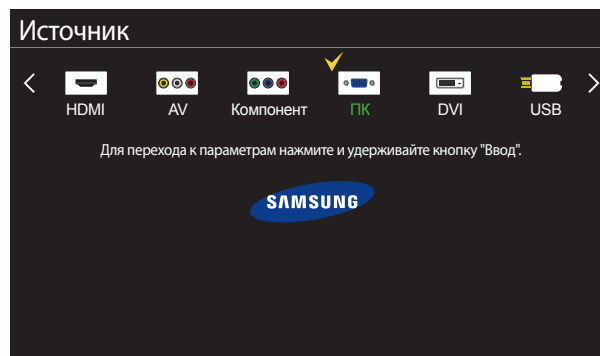 Источник
HDMI AV Компонент ПК DVI USB
Для перехода к параметрам нажмите и удерживайте кнопку "Ввод".
SAMSUNG